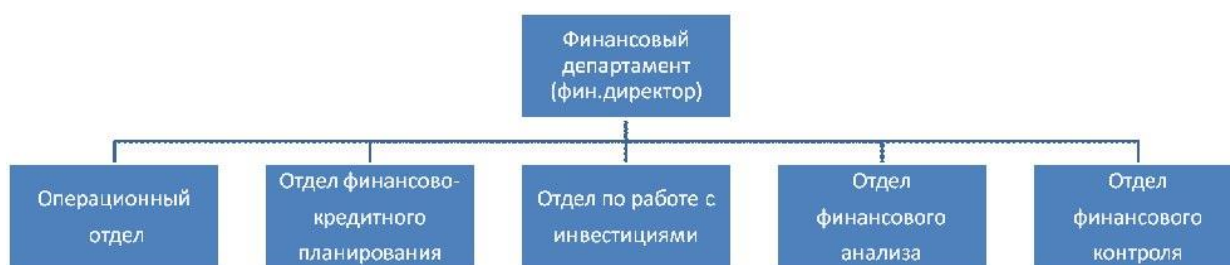 Финансовый
департамент
(фин.директор)
Операционный
отдел
Отдел финансово-
кредитного
планирования
Отдел по работе с
инвестициями
Отдел
финансового
анализа
Отдел
финансового
контроля